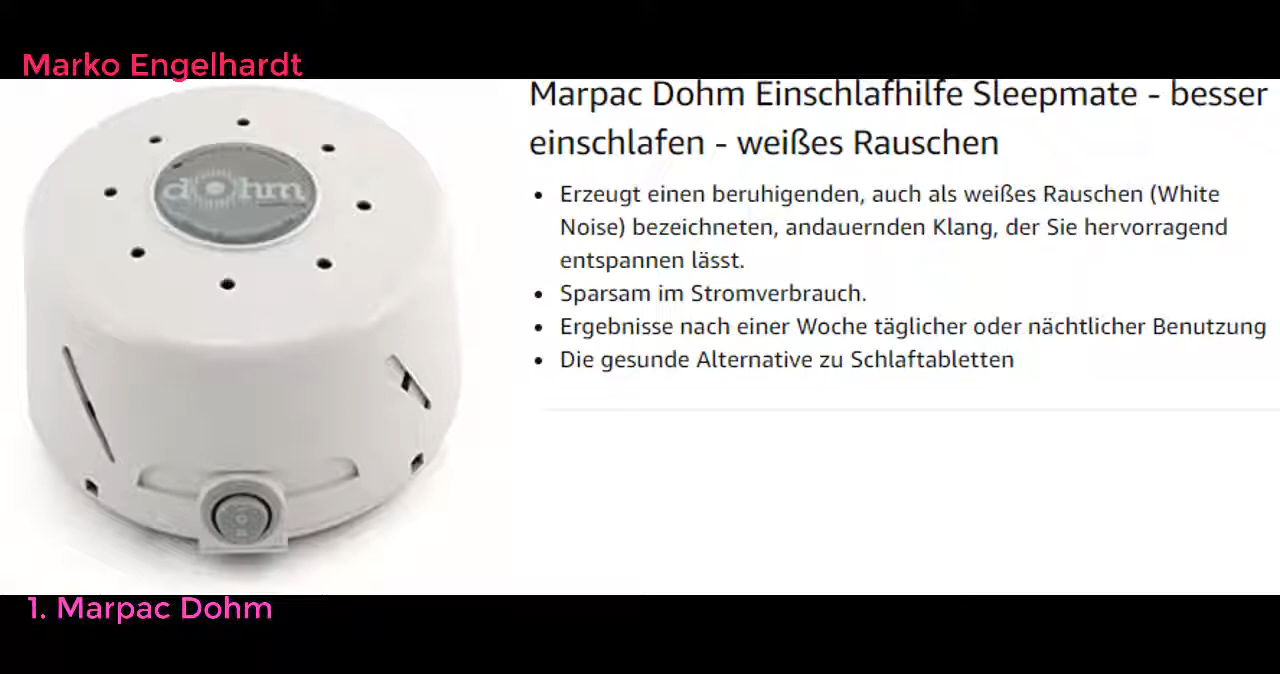 Marko Engelhardt
Marpac Dohm Einschlafhilfe Sleepmate - besser
einschlafen - weißes Rauschen
dohm
• Erzeugt einen beruhigenden, auch als weißes Rauschen (White
Noise) bezeichneten, andauernden Klang, der Sie hervorragend
entspannen lässt.
• Sparsam im Stromverbrauch.
• Ergebnisse nach einer Woche täglicher oder nächtlicher Benutzung
• Die gesunde Alternative zu Schlaftabletten
1. Marpac Dohm